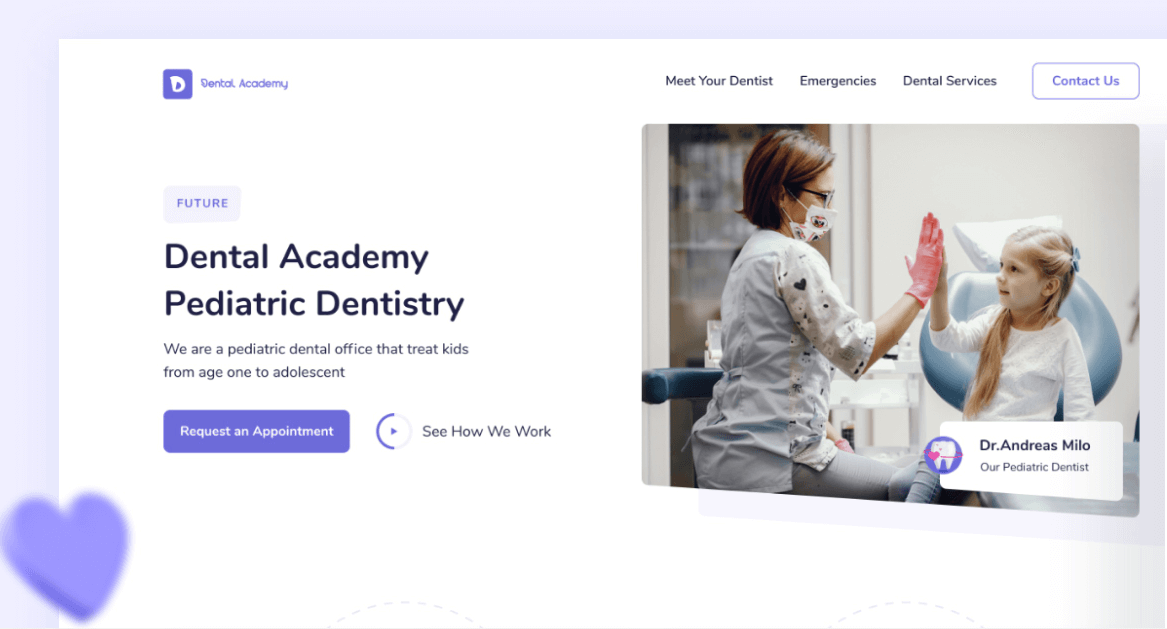 Dental Academy
Meet Your Dentist
Emergencies
Dental Services
Contact Us
FUTURE
Dental Academy
Pediatric Dentistry
We are a pediatric dental office that treat kids
from age one to adolescent
Request an Appointment
See How We Work
Dr.Andreas Milo
Our Pediatric Dentist